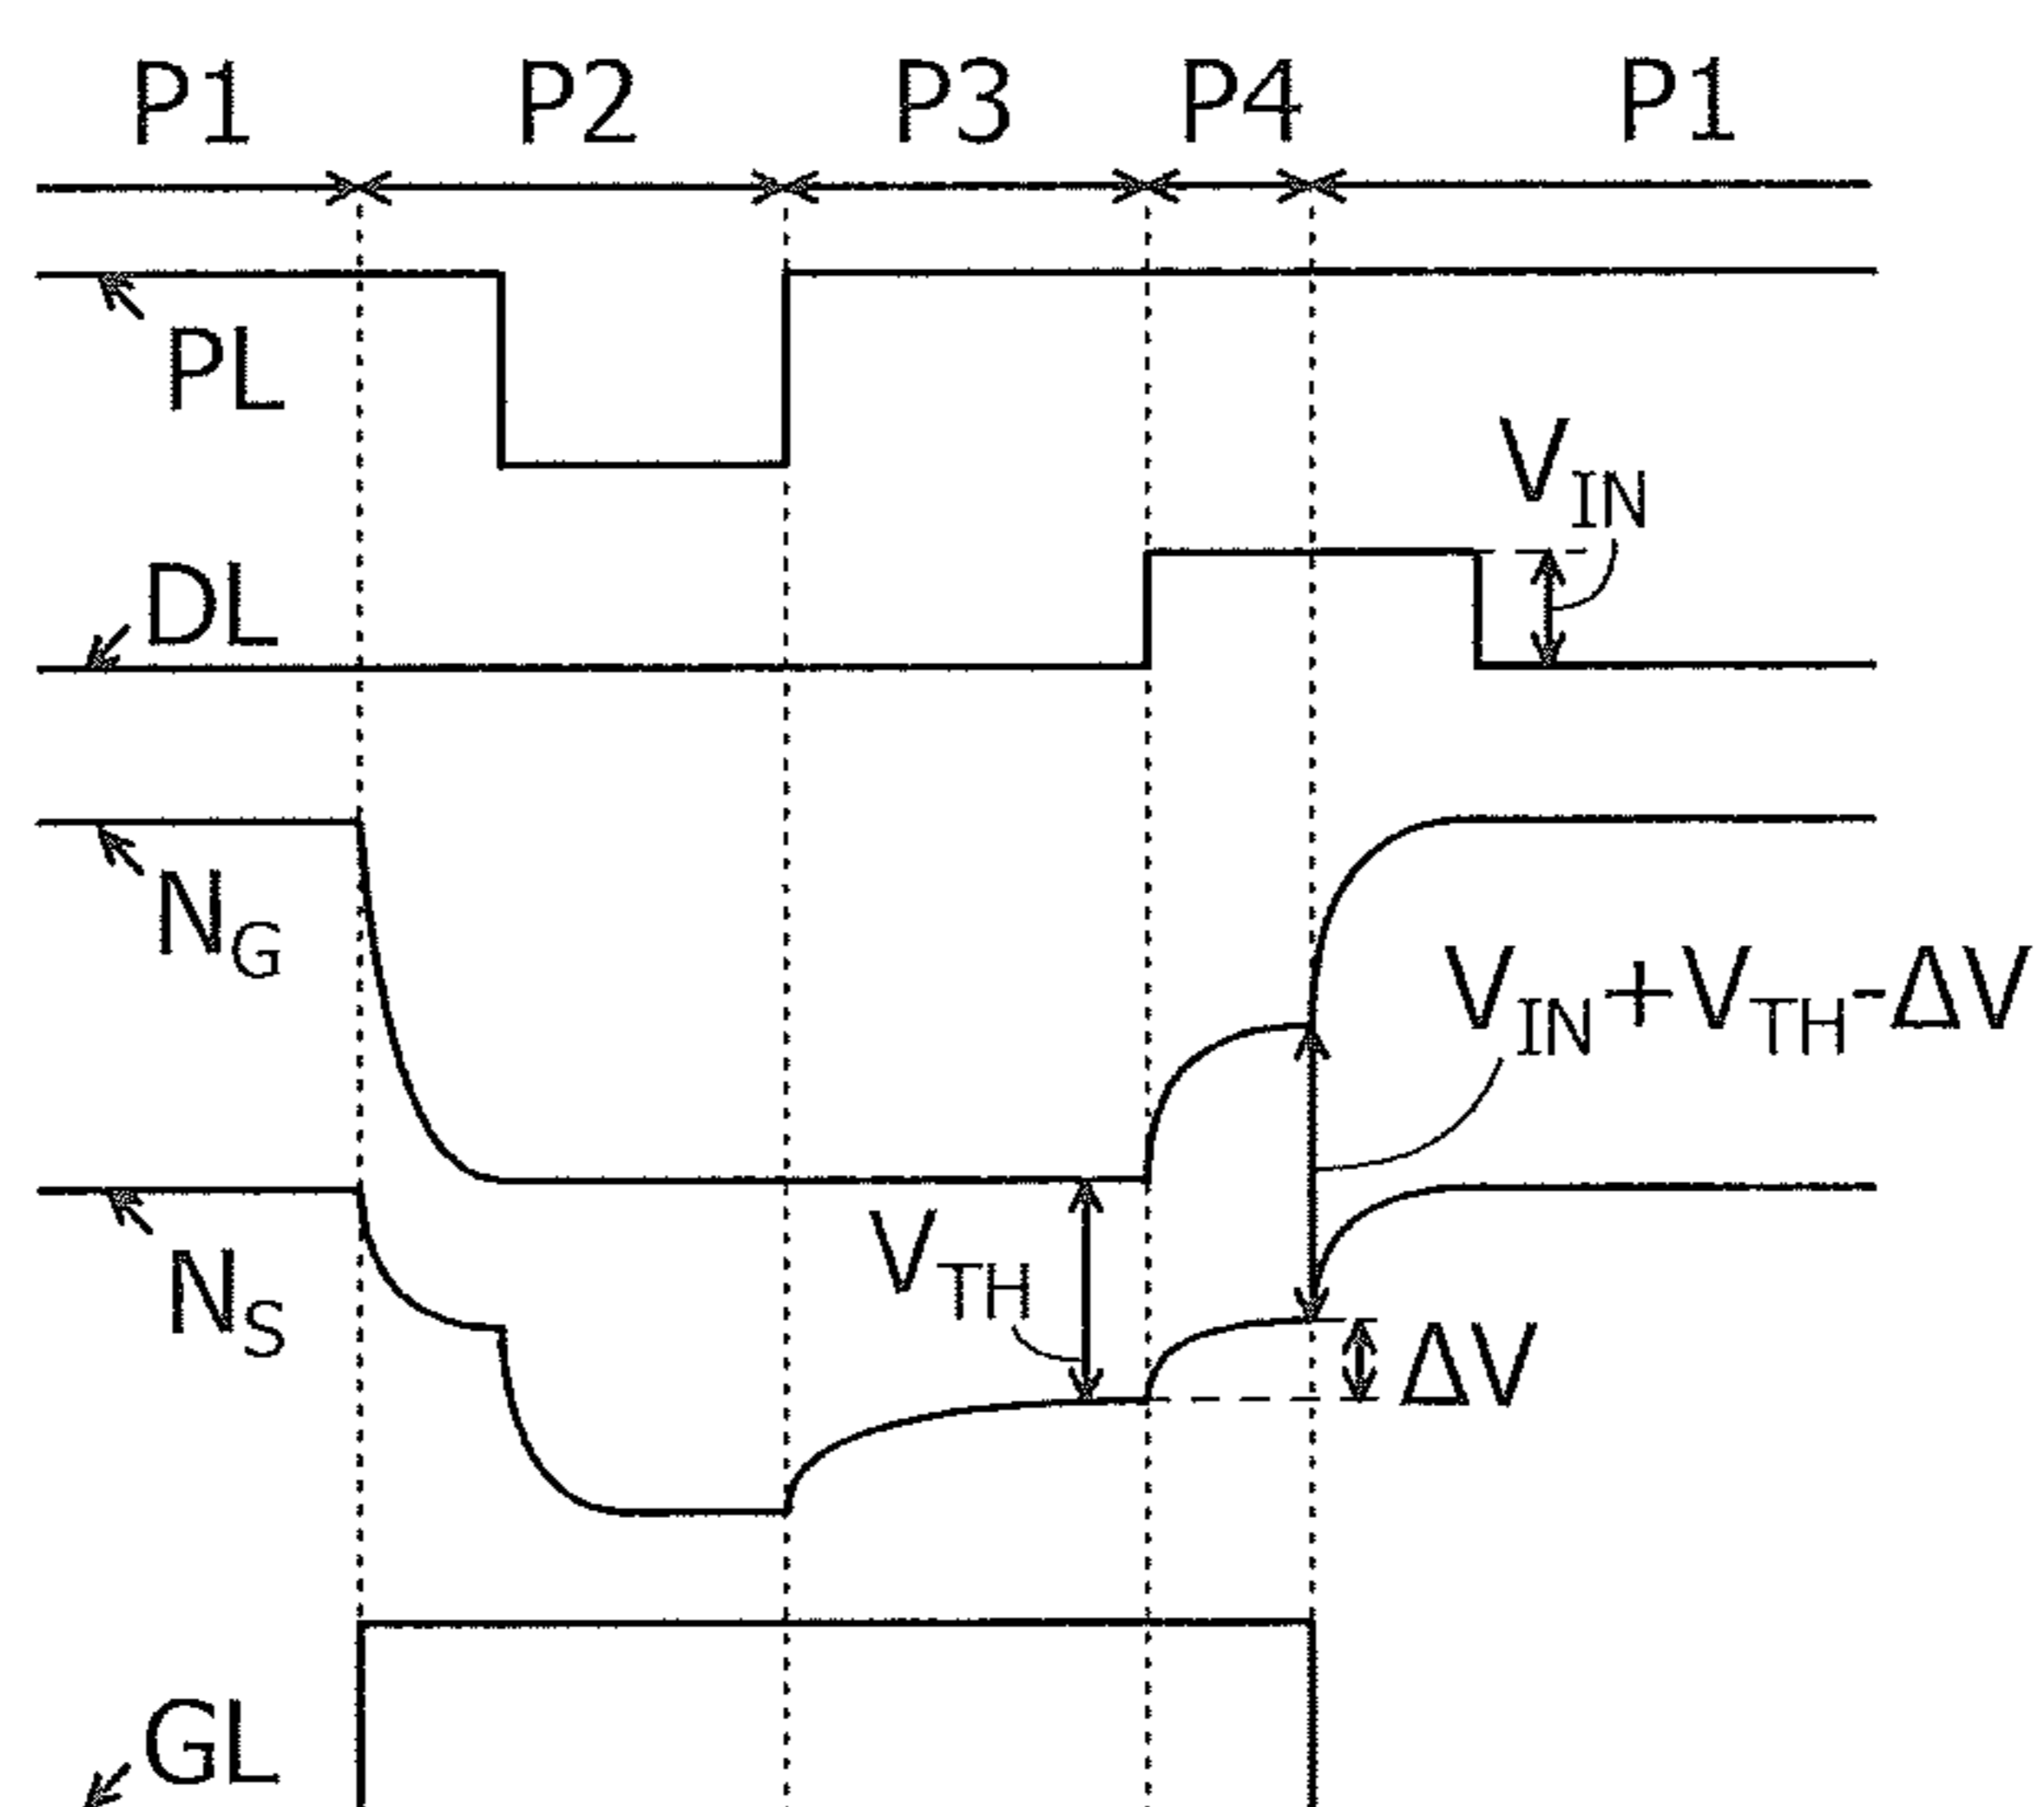 P1 P2 P3 P4 P1
PL
V_IN
DL
N_G
V_IN+V_TH-ΔV
N_S
V_TH
ΔV
GL